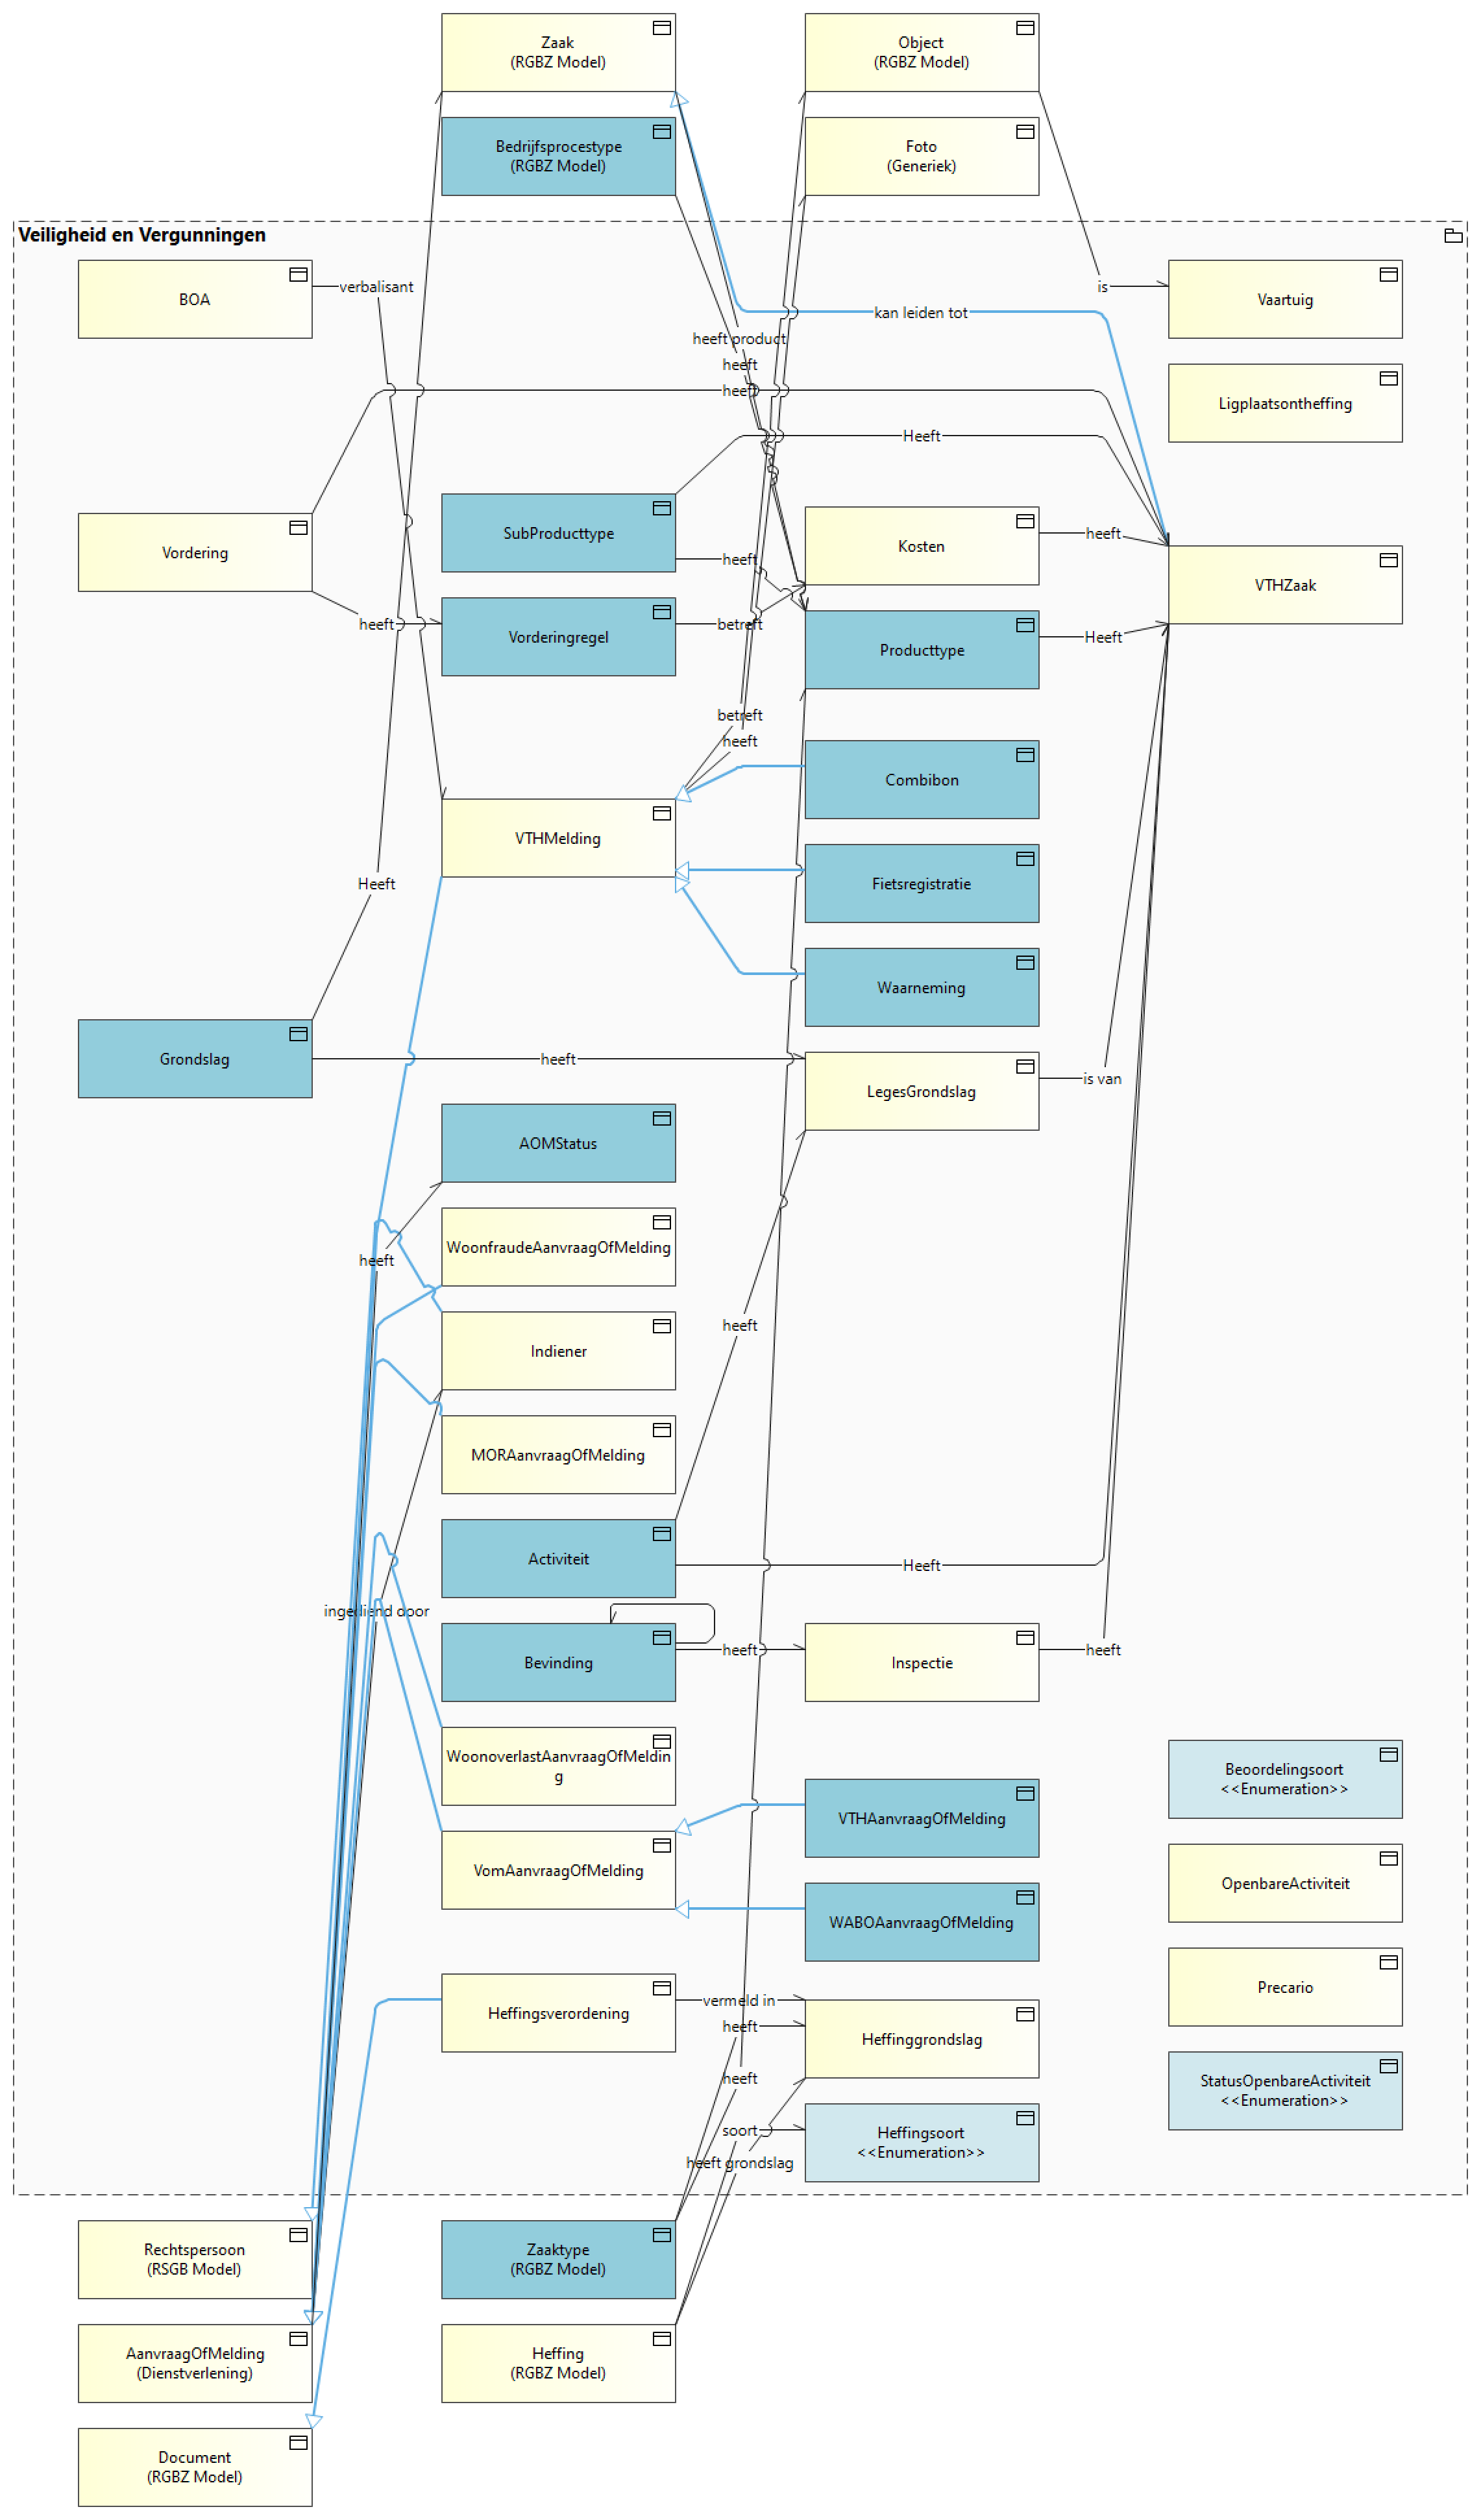 Zaak
(RGBZ Model)
Object
(RGBZ Model)
Bedrijfsprocestype
(RGBZ Model)
Foto
(Generiek)
Veiligheid en Vergunningen
BOA
verbalisant
is
Vaartuig
kan leiden tot
heeft product
heeft
heeft
Ligplaatsontheffing
Heeft
SubProducttype
Vordering
Kosten
heeft
heeft
VTHZaak
heeft
Vorderingregel
betreft
Producttype
Heeft
betreft
heeft
Combibon
VTHMelding
Heeft
Fietsregistratie
Waarneming
Grondslag
heeft
LegesGrondslag
is van
AOMStatus
WoonfraudeAanvraagOfMelding
heeft
heeft
Indiener
MORAanvraagOfMelding
Activiteit
Heeft
ingediend door
Bevinding
heeft
Inspectie
heeft
WoonoverlastAanvraagOfMeldin
g
Beoordelingsoort
<<Enumeration>>
VTHAanvraagOfMelding
VomAanvraagOfMelding
OpenbareActiviteit
WABOAanvraagOfMelding
Precario
Heffingsverordening
vermeld in
heeft
Heffinggrondslag
heeft
StatusOpenbareActiviteit
<<Enumeration>>
soort
Heffingsoort
<<Enumeration>>
heeft grondslag
Rechtspersoon
(RSGB Model)
Zaaktype
(RGBZ Model)
AanvraagOfMelding
(Dienstverlening)
Heffing
(RGBZ Model)
Document
(RGBZ Model)